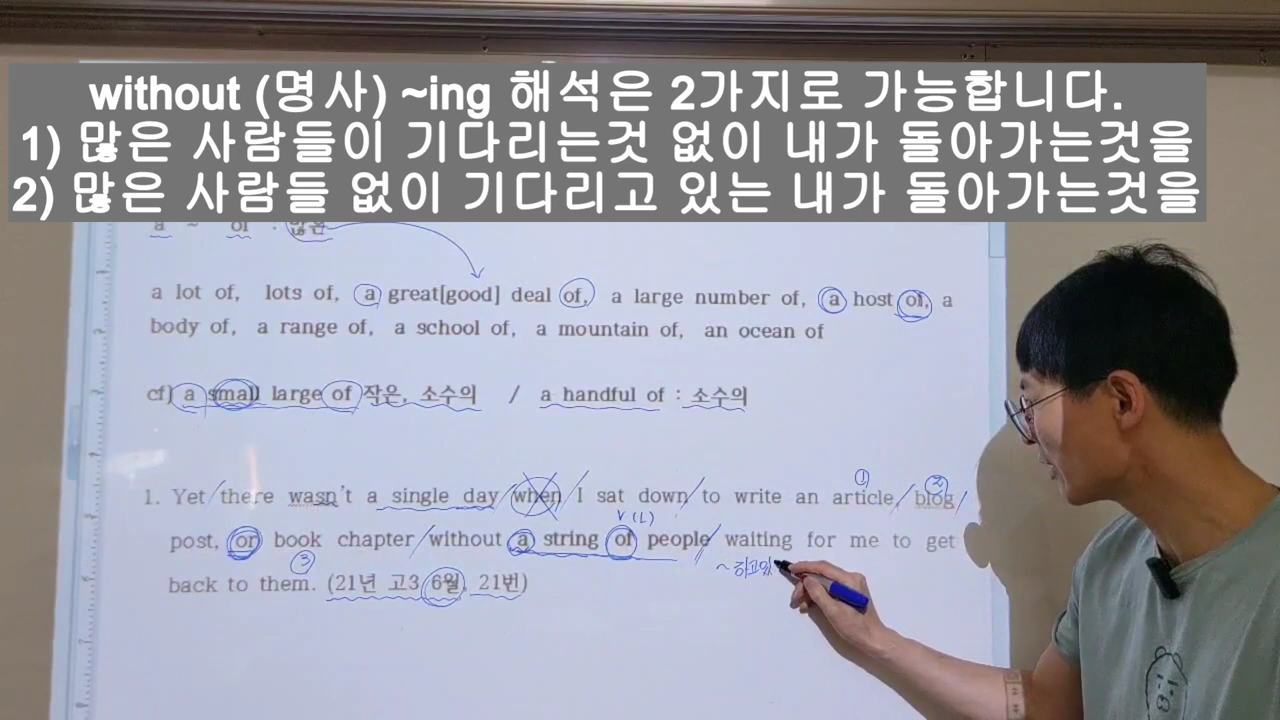 without (명사) ~ing 해석은 2가지로 가능합니다.
1) 많은 사람들이 기다리는것 없이 내가 돌아가는것을
2) 많은 사람들 없이 기다리고 있는 내가 돌아가는것을
a ~ of : 많은
a lot of, lots of, a great[good] deal of, a large number of, a host of, a
body of, a range of, a school of, a mountain of, an ocean of
cf) a small large of 작은, 소수의 / a handful of : 소수의
① ②
1. Yet there wasn't a single day when I sat down to write an article, blog
v (L)
post, or book chapter without a string of people waiting for me to get
③ ~하고있
back to them. (21년 고3 6월, 21번)